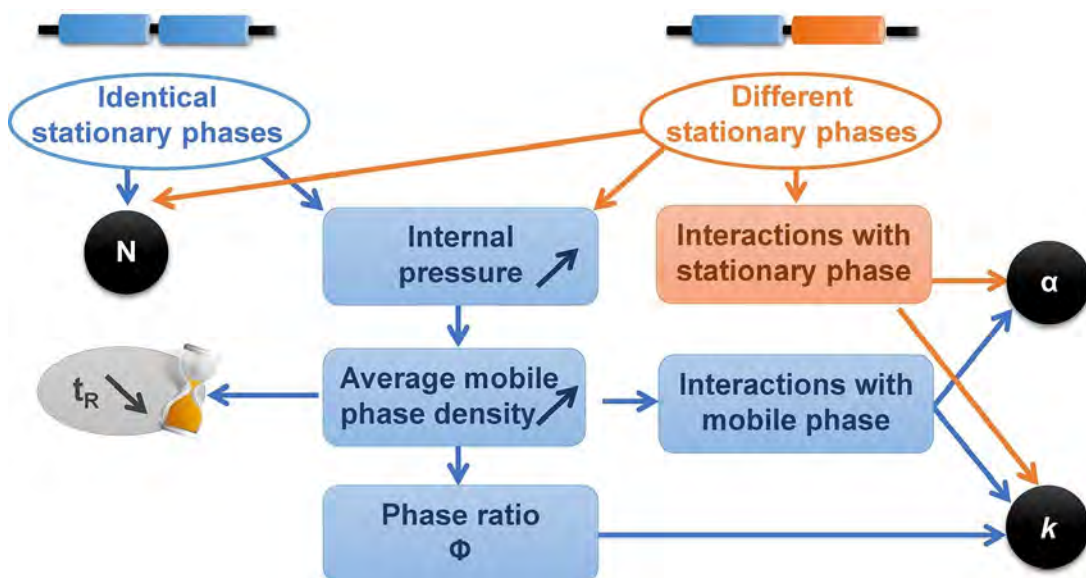 Identical
stationary phases
Different
stationary phases
N
Internal
pressure
Interactions with
stationary phase
α
tR
Average mobile
phase density
Interactions with
mobile phase
Phase ratio
Φ
k